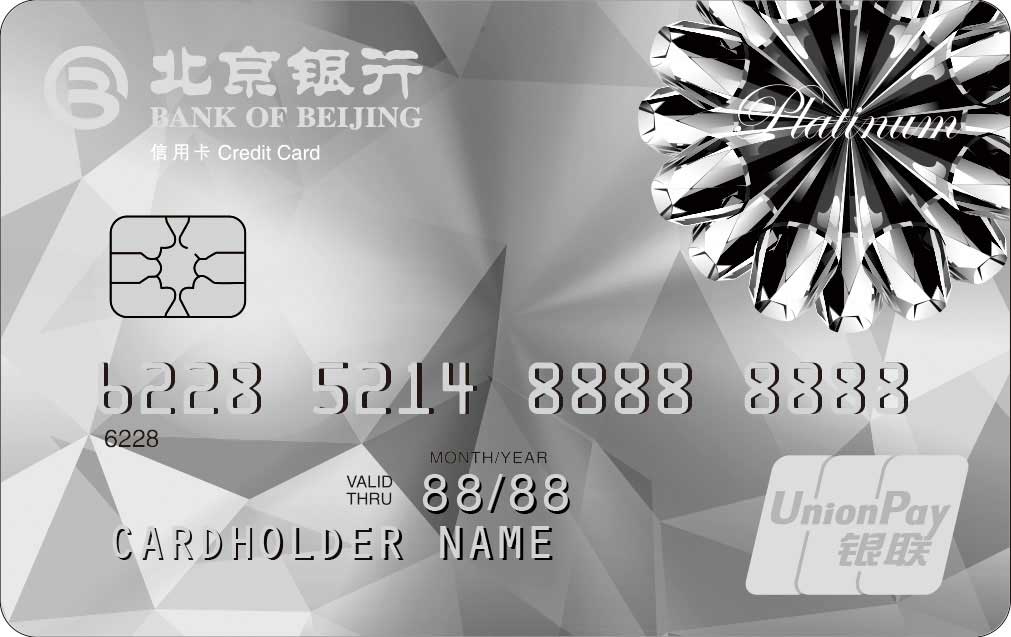 北京银行
BANK OF BEIJING
信用卡 Credit Card
Platinum
6228 5214 8888 8888
6228
MONTH/YEAR
VALID THRU 88/88
CARDHOLDER NAME
UnionPay
银联